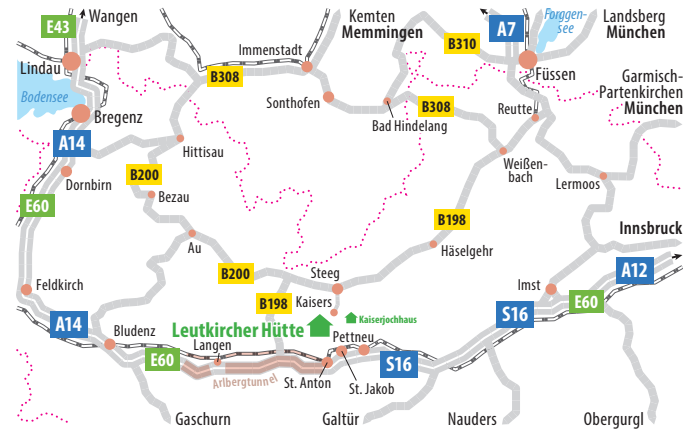 Wangen
E43
Kempten
Memmingen
B310
A7
Forggen-
see
Landsberg
München
Lindau
B308
Immenstadt
Füssen
Garmisch-
Partenkirchen
München
Bodensee
Bregenz
Sonthofen
Bad Hindelang
B308
Reutte
A14
Hittisau
Weißen-
bach
Lermoos
Dornbirn
B200
Bezau
E60
B198
Innsbruck
Au
Häselgehr
A12
Feldkirch
B200
Steeg
Imst
B198
Kaisers
E60
A14
Leutkircher Hütte
Kaiserjochhaus
S16
Bludenz
Langen
Pettneu
E60
S16
Arlbergtunnel
St. Anton
St. Jakob
Gaschurn
Galtür
Nauders
Obergurgl